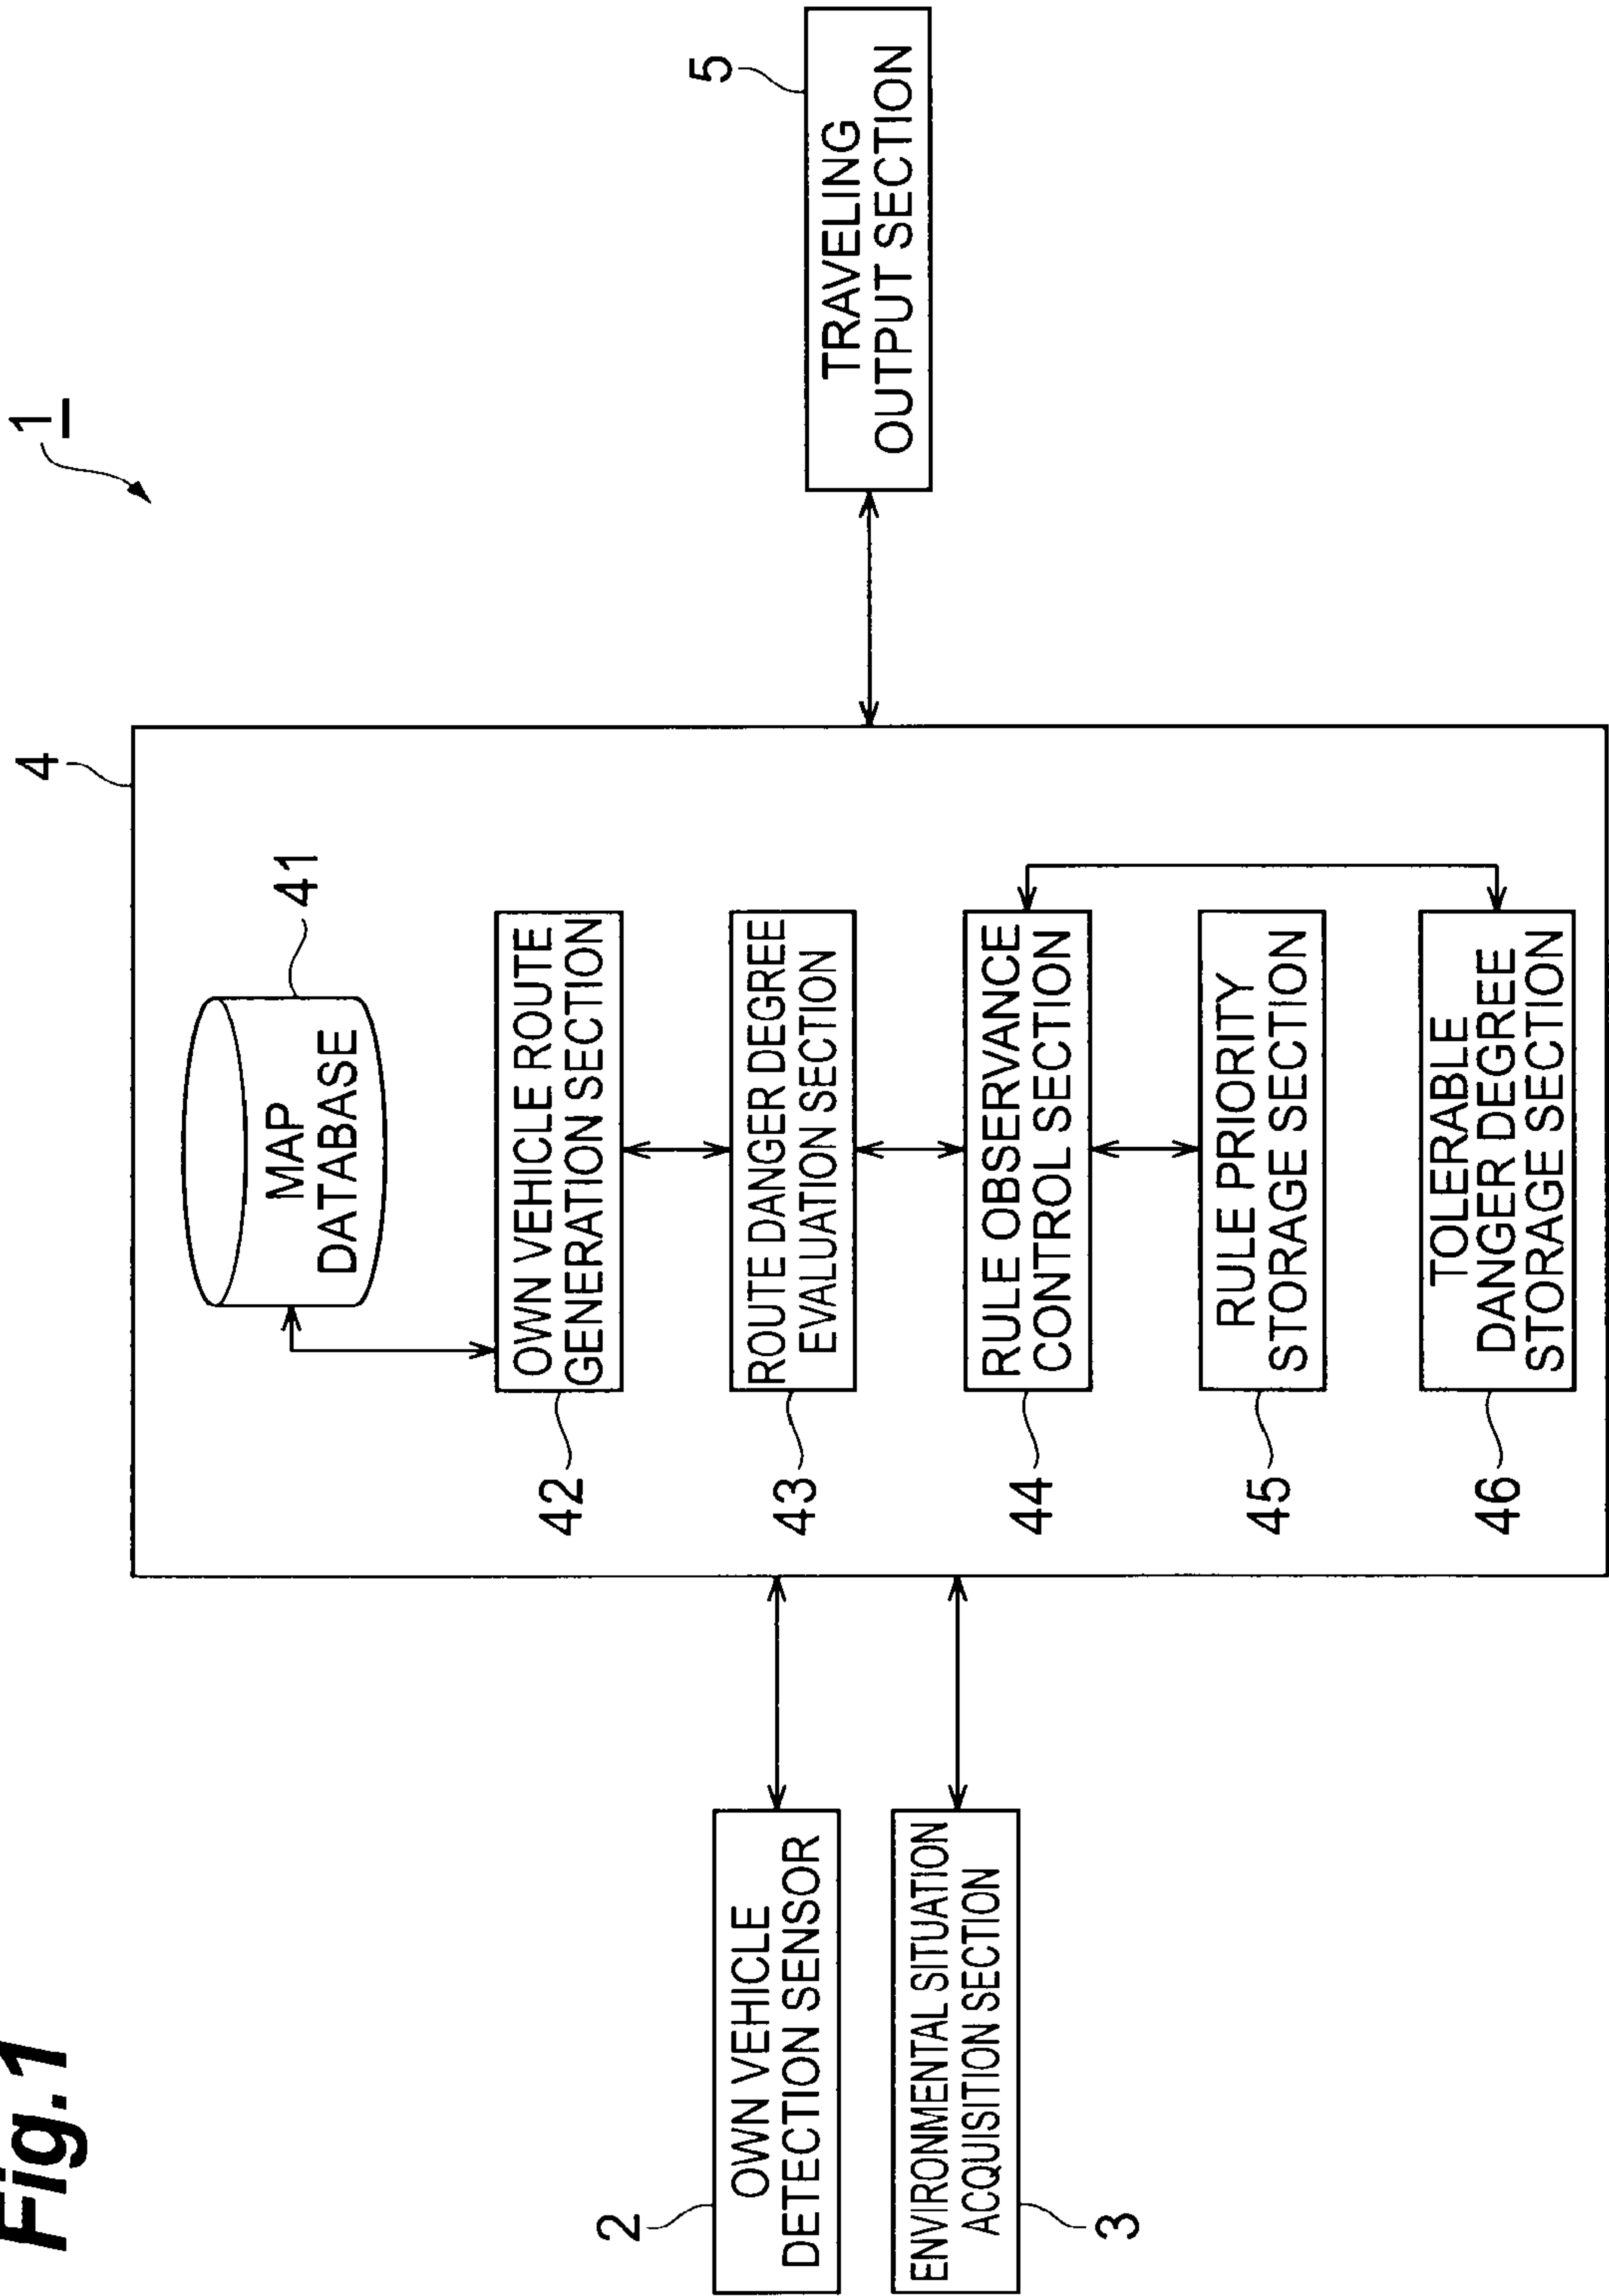 Fig.1
1
2
OWN VEHICLE
DETECTION SENSOR
ENVIRONMENTAL SITUATION
ACQUISITION SECTION
3
4
MAP
DATABASE
41
OWN VEHICLE ROUTE
GENERATION SECTION
42
ROUTE DANGER DEGREE
EVALUATION SECTION
43
RULE OBSERVANCE
CONTROL SECTION
44
RULE PRIORITY
STORAGE SECTION
45
TOLERABLE
DANGER DEGREE
STORAGE SECTION
46
5
TRAVELING
OUTPUT SECTION